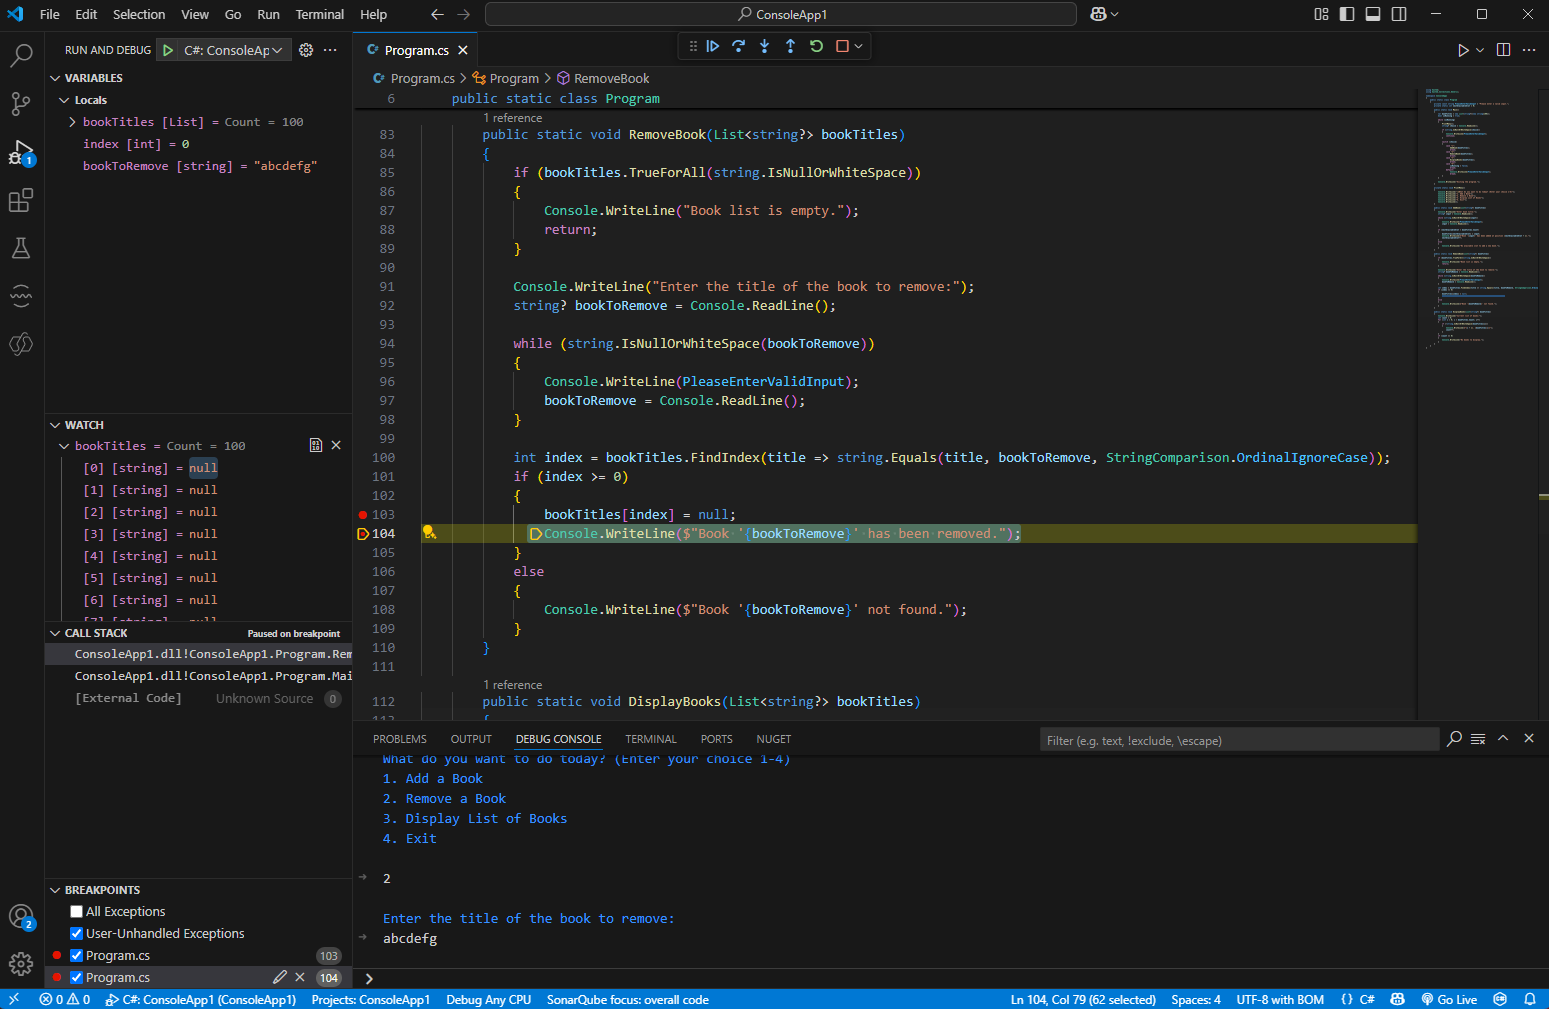 File Edit Selection View Go Run Terminal Help
ConsoleApp1
RUN AND DEBUG
C#: ConsoleAp
VARIABLES
Locals
bookTitles [List] = Count = 100
index [int] = 0
bookToRemove [string] = "abcdefg"
WATCH
bookTitles = Count = 100
[0] [string] = null
[1] [string] = null
[2] [string] = null
[3] [string] = null
[4] [string] = null
[5] [string] = null
[6] [string] = null
CALL STACK
Paused on breakpoint
ConsoleApp1.dll!ConsoleApp1.Program.Rem
ConsoleApp1.dll!ConsoleApp1.Program.Mai
[External Code] Unknown Source 0
BREAKPOINTS
All Exceptions
User-Unhandled Exceptions
Program.cs 103
Program.cs 104
1
2
Program.cs
Program.cs > Program > RemoveBook
6 public static class Program
1 reference
83 public static void RemoveBook(List<string?> bookTitles)
84 {
85 if (bookTitles.TrueForAll(string.IsNullOrWhiteSpace))
86 {
87 Console.WriteLine("Book list is empty.");
88 return;
89 }
90
91 Console.WriteLine("Enter the title of the book to remove:");
92 string? bookToRemove = Console.ReadLine();
93
94 while (string.IsNullOrWhiteSpace(bookToRemove))
95 {
96 Console.WriteLine(PleaseEnterValidInput);
97 bookToRemove = Console.ReadLine();
98 }
99
100 int index = bookTitles.FindIndex(title => string.Equals(title, bookToRemove, StringComparison.OrdinalIgnoreCase));
101 if (index >= 0)
102 {
103 bookTitles[index] = null;
104 Console.WriteLine($"Book '{bookToRemove}' has been removed.");
105 }
106 else
107 {
108 Console.WriteLine($"Book '{bookToRemove}' not found.");
109 }
110 }
111
1 reference
112 public static void DisplayBooks(List<string?> bookTitles)
PROBLEMS OUTPUT DEBUG CONSOLE TERMINAL PORTS NUGET
Filter (e.g. text, !exclude, \escape)
What do you want to do today? (Enter your choice 1-4)
1. Add a Book
2. Remove a Book
3. Display List of Books
4. Exit
2
Enter the title of the book to remove:
abcdefg
0 0 C#: ConsoleApp1 (ConsoleApp1) Projects: ConsoleApp1 Debug Any CPU SonarQube focus: overall code Ln 104, Col 79 (62 selected) Spaces: 4 UTF-8 with BOM {} C# Go Live